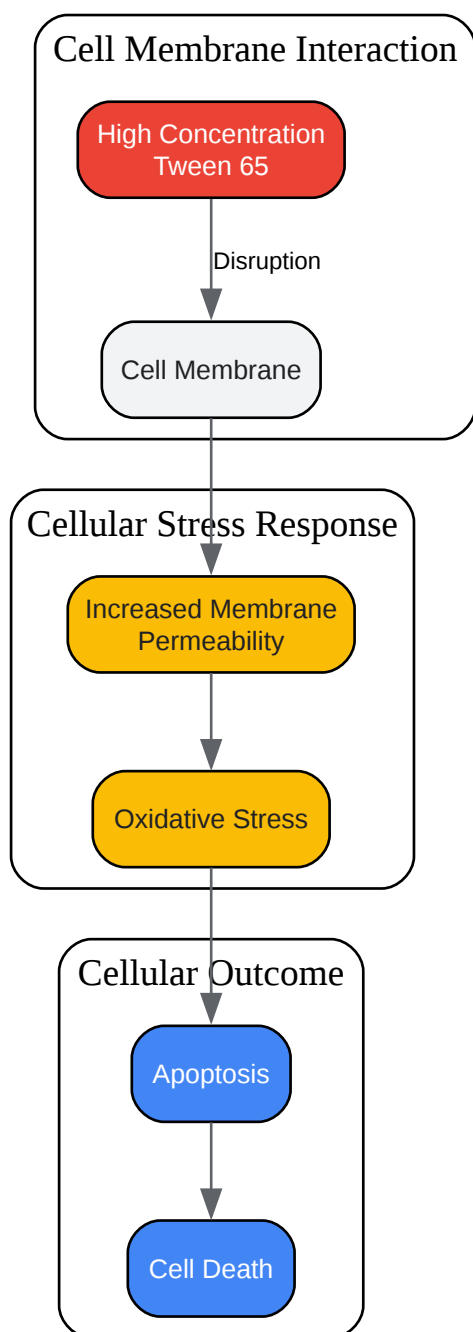 Cell Membrane Interaction
High Concentration
Tween 65
Disruption
Cell Membrane
Cellular Stress Response
Increased Membrane
Permeability
Oxidative Stress
Cellular Outcome
Apoptosis
Cell Death